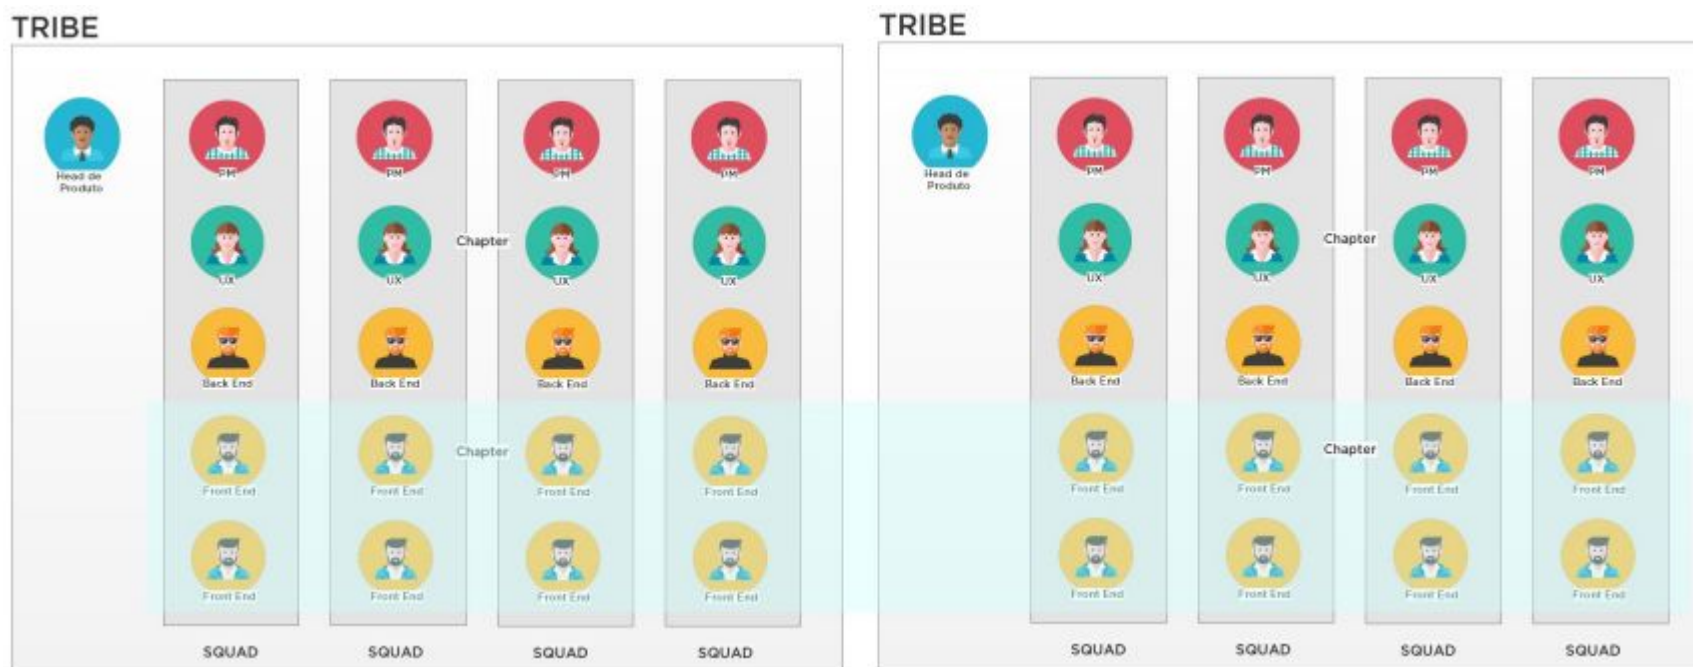 TRIBE
TRIBE
Head de
Produto
PM PM PM PM
Head de
Produto
PM PM PM PM
UX UX Chapter UX UX
UX UX Chapter UX UX
Back End Back End Back End Back End
Back End Back End Back End Back End
Chapter
Chapter
Front End Front End Front End Front End
Front End Front End Front End Front End
Front End Front End Front End Front End
Front End Front End Front End Front End
SQUAD SQUAD SQUAD SQUAD
SQUAD SQUAD SQUAD SQUAD